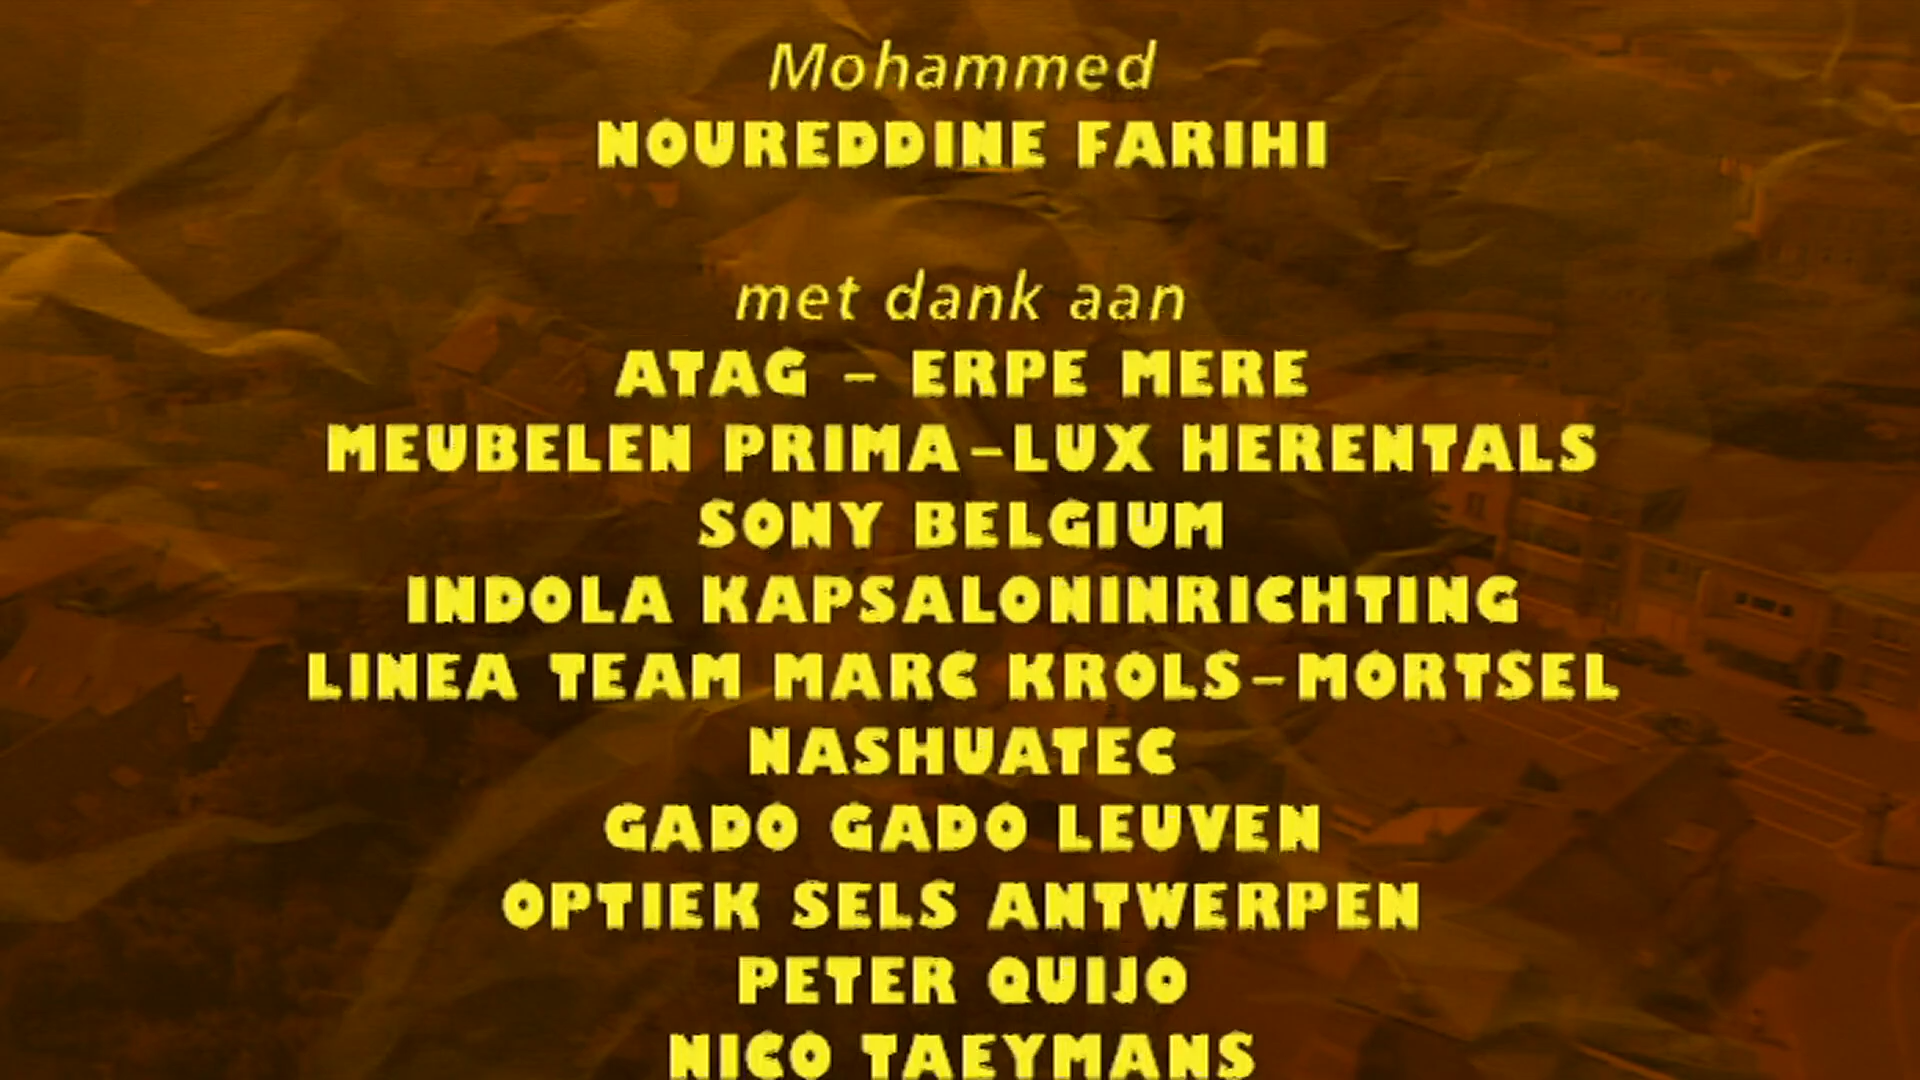 Mohammed
NOUREDDINE FARIHI
met dank aan
ATAG - ERPE MERE
MEUBELEN PRIMA-LUX HERENTALS
SONY BELGIUM
INDOLA KAPSALONINRICHTING
LINEA TEAM MARC KROLS-MORTSEL
NASHUATEC
GADO GADO LEUVEN
OPTIEK SELS ANTWERPEN
PETER QUIJO
NICO TAEYMANS